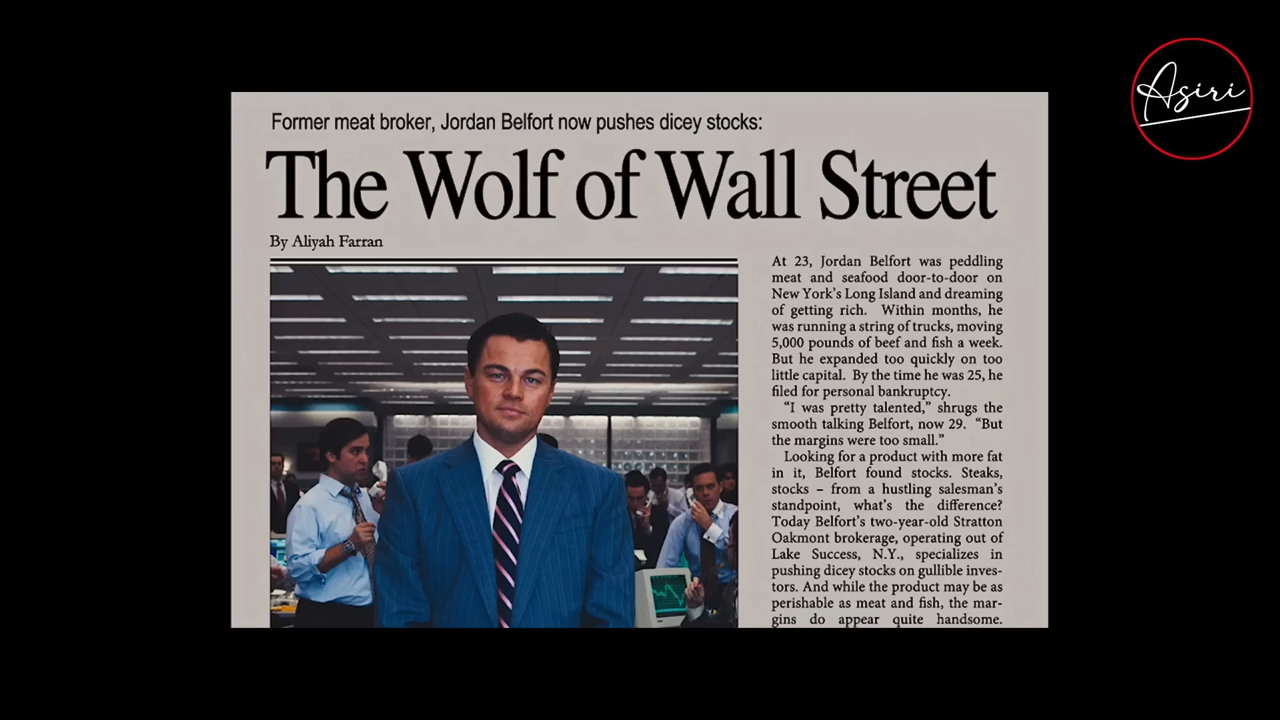 Asiri
Former meat broker, Jordan Belfort now pushes dicey stocks:
The Wolf of Wall Street
By Aliyah Farran
At 23, Jordan Belfort was peddling
meat and seafood door-to-door on
New York's Long Island and dreaming
of getting rich. Within months, he
was running a string of trucks, moving
5,000 pounds of beef and fish a week.
But he expanded too quickly on too
little capital. By the time he was 25, he
filed for personal bankruptcy.
“I was pretty talented,” shrugs the
smooth talking Belfort, now 29. “But
the margins were too small.”
Looking for a product with more fat
in it, Belfort found stocks. Steaks,
stocks – from a hustling salesman's
standpoint, what's the difference?
Today Belfort's two-year-old Stratton
Oakmont brokerage, operating out of
Lake Success, N.Y., specializes in
pushing dicey stocks on gullible inves-
tors. And while the product may be as
perishable as meat and fish, the mar-
gins do appear quite handsome.